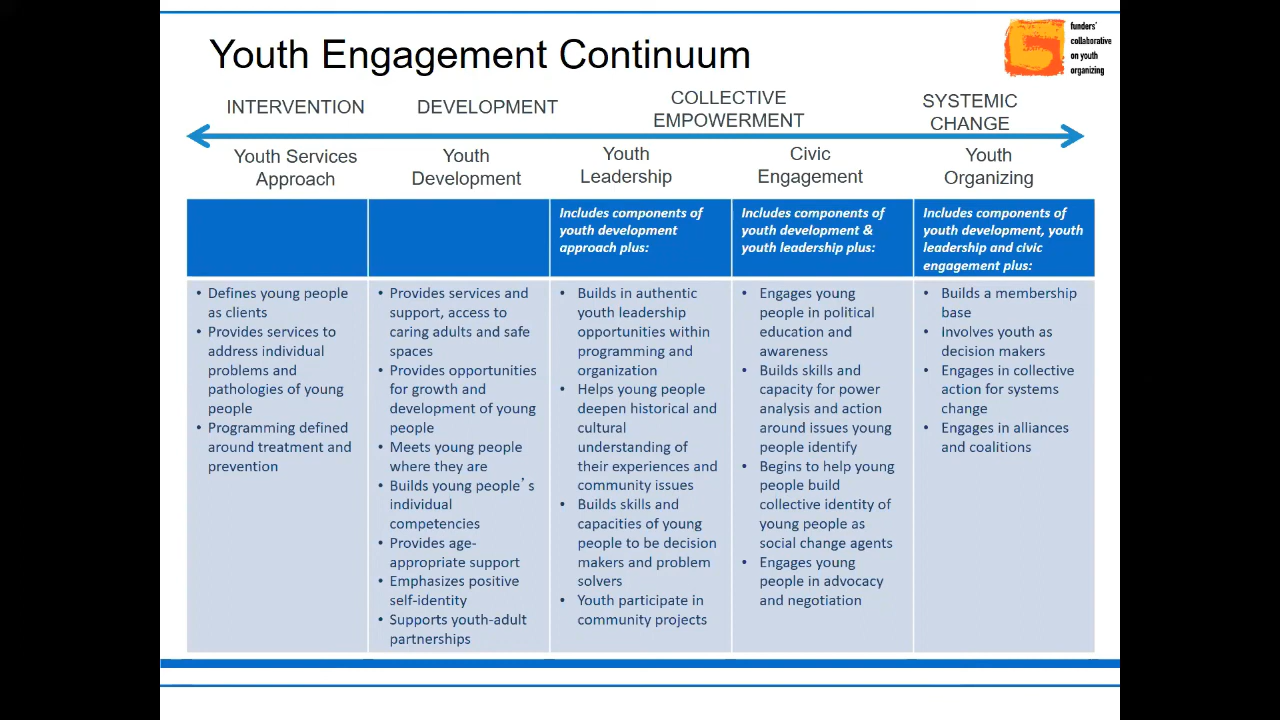 Youth Engagement Continuum
funders'
collaborative
on youth
organizing
INTERVENTION
DEVELOPMENT
COLLECTIVE
EMPOWERMENT
SYSTEMIC
CHANGE
Youth Services
Approach
Youth
Development
Youth
Leadership
Civic
Engagement
Youth
Organizing
Includes components of
youth development
approach plus:
Includes components of
youth development &
youth leadership plus:
Includes components of
youth development, youth
leadership and civic
engagement plus:
• Defines young people
as clients
• Provides services to
address individual
problems and
pathologies of young
people
• Programming defined
around treatment and
prevention
• Provides services and
support, access to
caring adults and safe
spaces
• Provides opportunities
for growth and
development of young
people
• Meets young people
where they are
• Builds young people's
individual
competencies
• Provides age-
appropriate support
• Emphasizes positive
self-identity
• Supports youth-adult
partnerships
• Builds in authentic
youth leadership
opportunities within
programming and
organization
• Helps young people
deepen historical and
cultural
understanding of
their experiences and
community issues
• Builds skills and
capacities of young
people to be decision
makers and problem
solvers
• Youth participate in
community projects
• Engages young
people in political
education and
awareness
• Builds skills and
capacity for power
analysis and action
around issues young
people identify
• Begins to help young
people build
collective identity of
young people as
social change agents
• Engages young
people in advocacy
and negotiation
• Builds a membership
base
• Involves youth as
decision makers
• Engages in collective
action for systems
change
• Engages in alliances
and coalitions